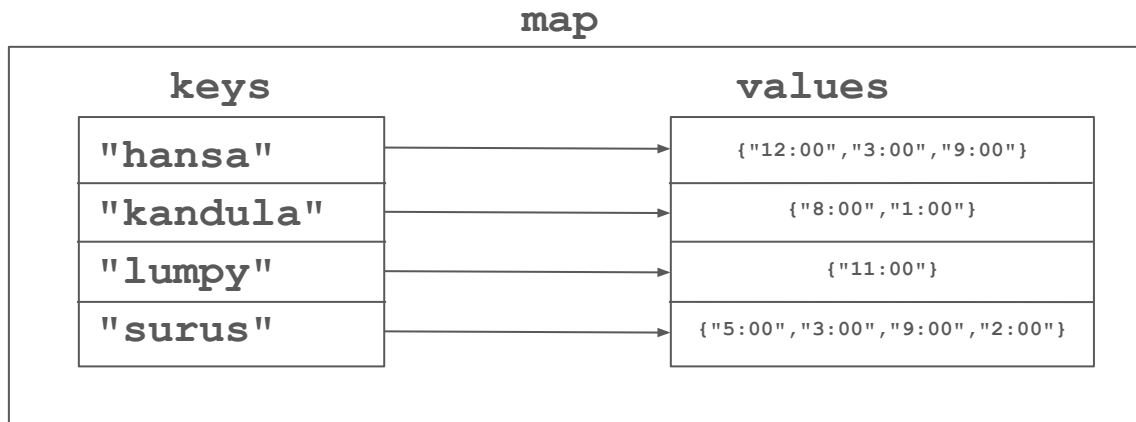 map
keys values
"hansa" {"12:00","3:00","9:00"}
"kandula" {"8:00","1:00"}
"lumpy" {"11:00"}
"surus" {"5:00","3:00","9:00","2:00"}